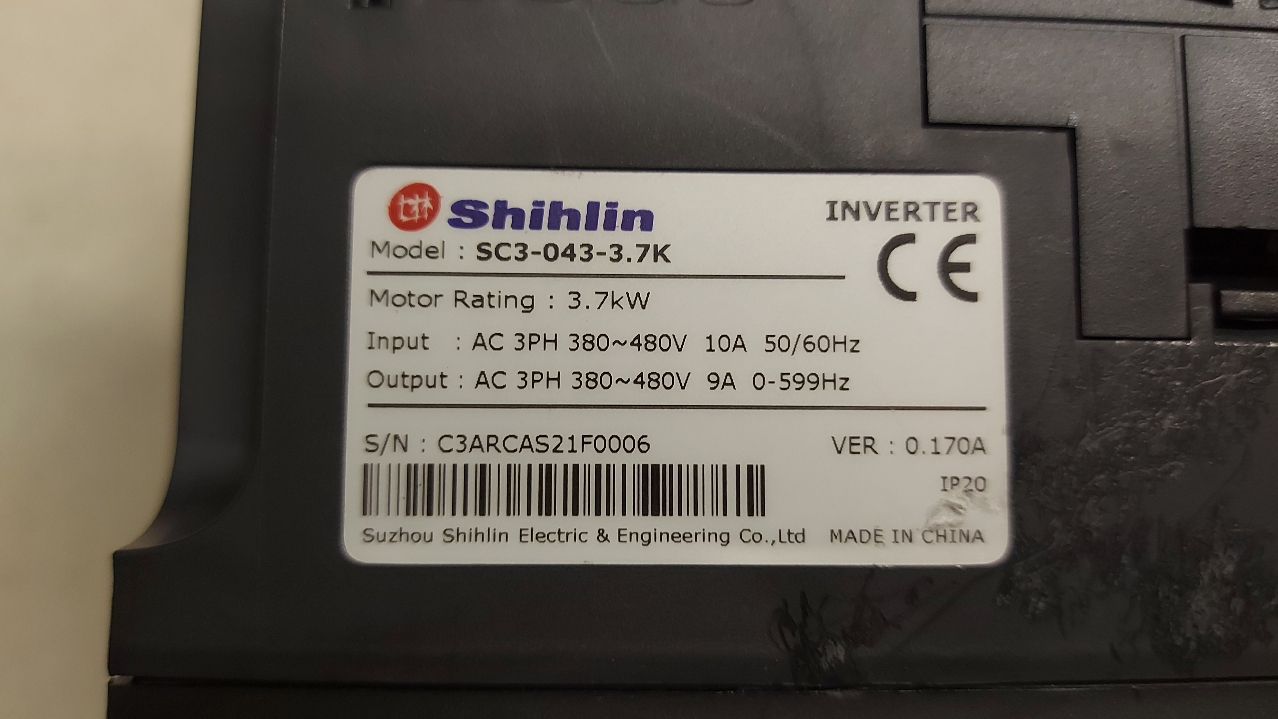 Shihlin
INVERTER
Model : SC3-043-3.7K
CE
Motor Rating : 3.7kW
Input : AC 3PH 380~480V 10A 50/60Hz
Output : AC 3PH 380~480V 9A 0-599Hz
S/N : C3ARCAS21F0006
VER : 0.170A
IP20
Suzhou Shihlin Electric & Engineering Co.,Ltd
MADE IN CHINA